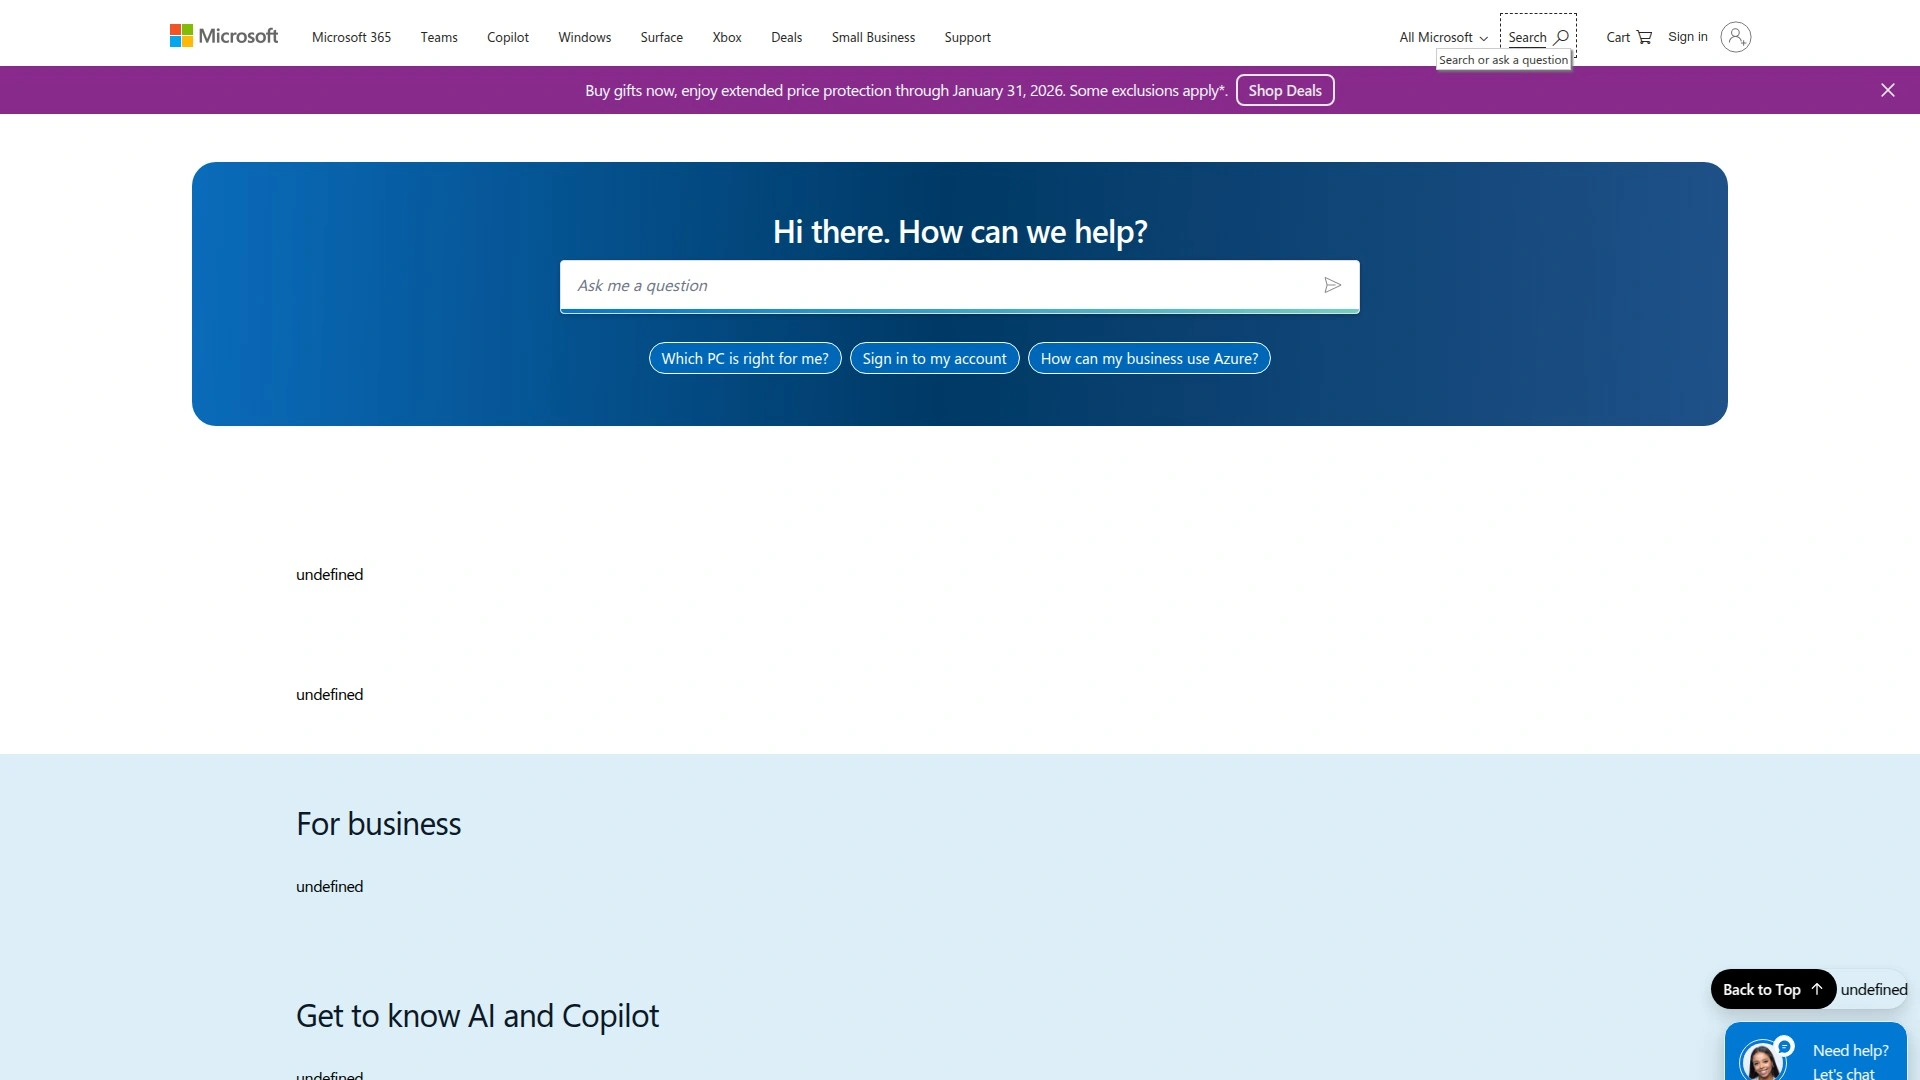 Microsoft
Microsoft 365
Teams
Copilot
Windows
Surface
Xbox
Deals
Small Business
Support
All Microsoft
Search
Cart
Sign in
Search or ask a question
Buy gifts now, enjoy extended price protection through January 31, 2026. Some exclusions apply*.
Shop Deals
Hi there. How can we help?
Ask me a question
Which PC is right for me?
Sign in to my account
How can my business use Azure?
undefined
undefined
For business
undefined
Get to know AI and Copilot
undefined
Back to Top
undefined
Need help?
Let's chat